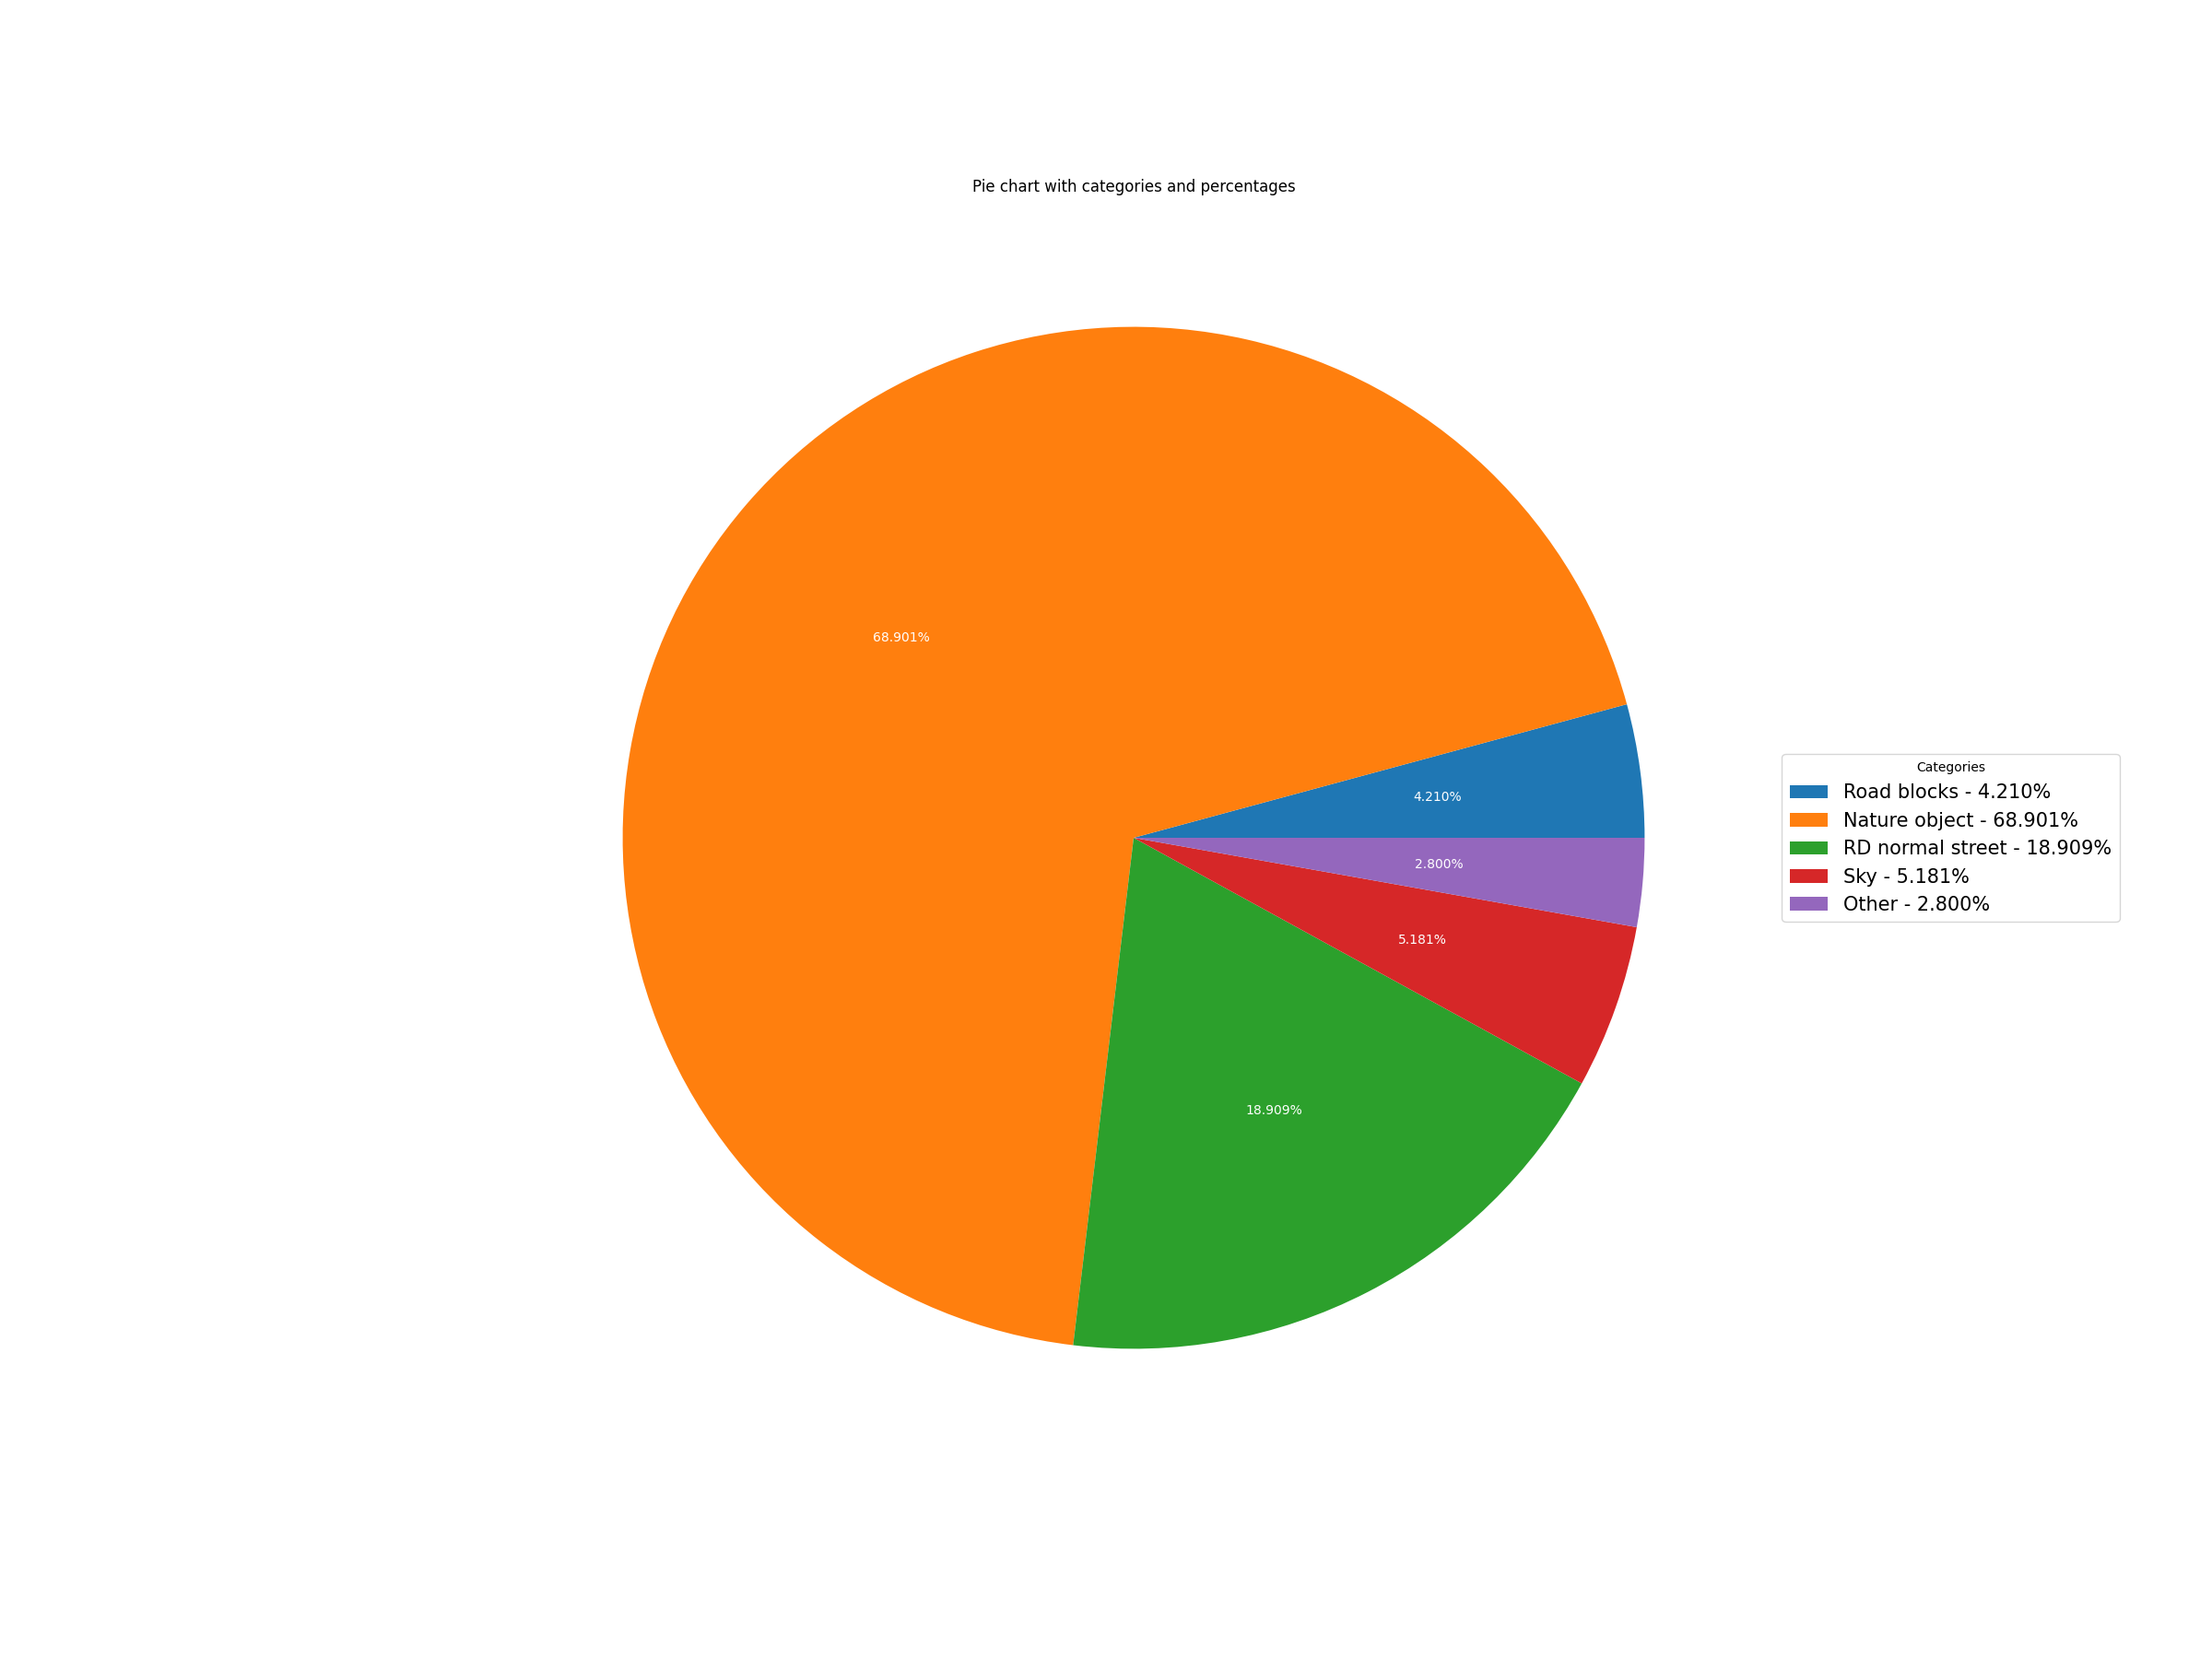 Pie chart with categories and percentages
68.901%
4.210%
2.800%
5.181%
18.909%
Categories
Road blocks - 4.210%
Nature object - 68.901%
RD normal street - 18.909%
Sky - 5.181%
Other - 2.800%